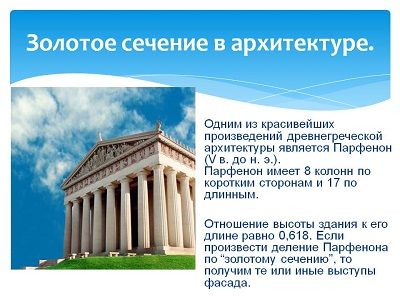 Золотое сечение в архитектуре.
Одним из красивейших
произведений древнегреческой
архитектуры является Парфенон
(V в. до н. э.).
Парфенон имеет 8 колонн по
коротким сторонам и 17 по
длинным.
Отношение высоты здания к его
длине равно 0,618. Если
произвести деление Парфенона
по “золотому сечению”, то
получим те или иные выступы
фасада.